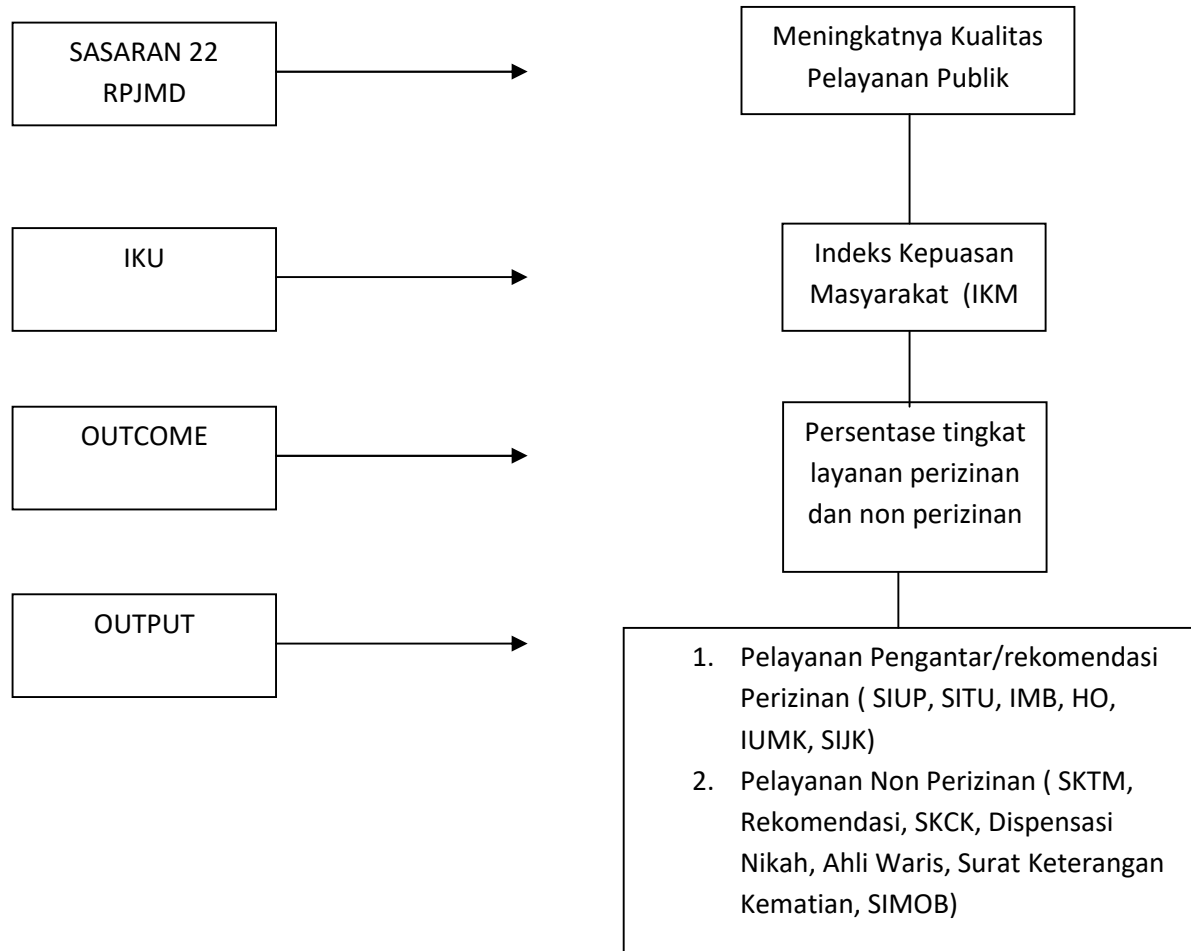 SASARAN 22
RPJMD
Meningkatnya Kualitas
Pelayanan Publik
IKU
Indeks Kepuasan
Masyarakat (IKM
OUTCOME
Persentase tingkat
layanan perizinan
dan non perizinan
OUTPUT
1. Pelayanan Pengantar/rekomendasi
Perizinan ( SIUP, SITU, IMB, HO,
IUMK, SIJK)
2. Pelayanan Non Perizinan ( SKTM,
Rekomendasi, SKCK, Dispensasi
Nikah, Ahli Waris, Surat Keterangan
Kematian, SIMOB)